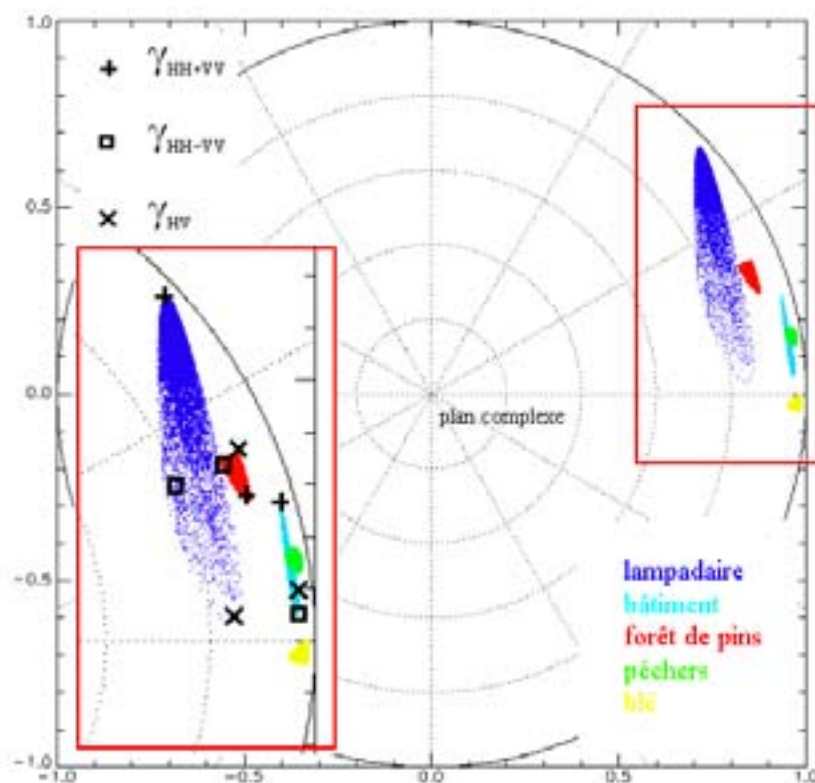 1.0
γHH+VV
γHH-VV
0.5
γHV
0.0
plan complexe
-0.5
lampadaire
bâtiment
forêt de pins
pêchers
blé
-1.0
-1.0 -0.5 0.0 0.5 1.0